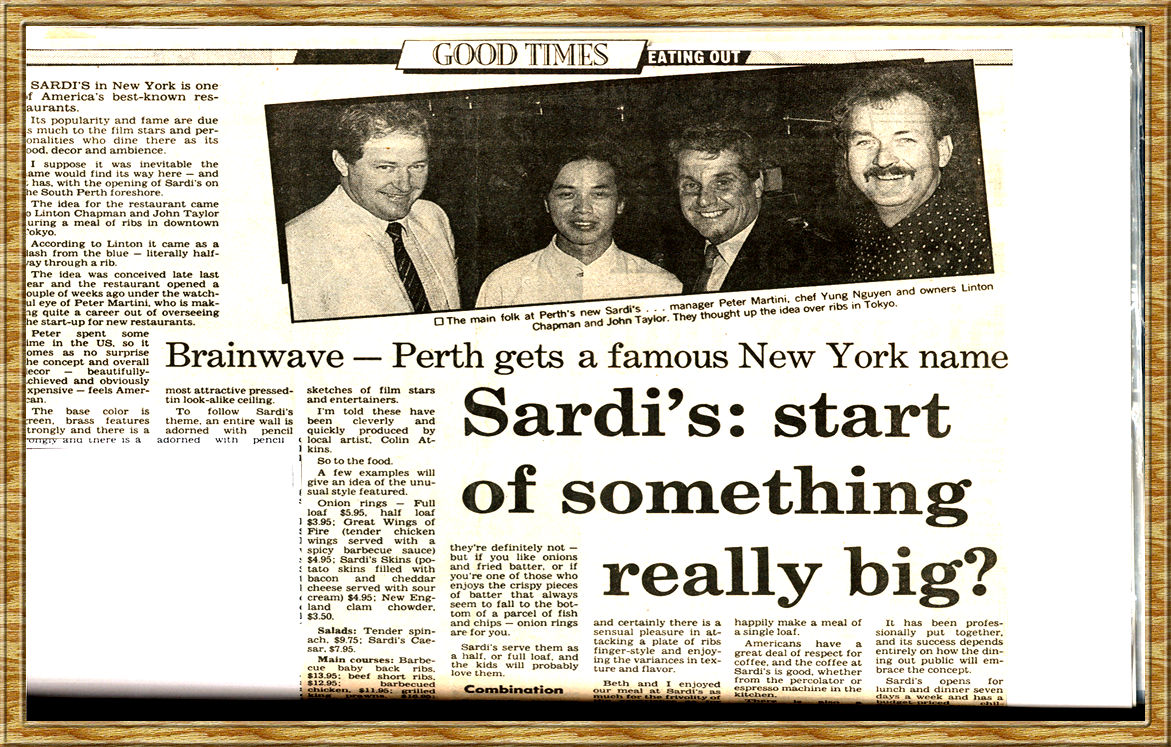 GOOD TIMES
EATING OUT
SARDI'S in New York is one
f America's best-known res-
aurants.
Its popularity and fame are due
s much to the film stars and per-
onalities who dine there as its
ood, decor and ambience.
I suppose it was inevitable the
ame would find its way here — and
has, with the opening of Sardi's on
he South Perth foreshore.
The idea for the restaurant came
o Linton Chapman and John Taylor
uring a meal of ribs in downtown
okyo.
According to Linton it came as a
lash from the blue — literally half-
ay through a rib.
The idea was conceived late last
ear and the restaurant opened a
ouple of weeks ago under the watch-
ul eye of Peter Martini, who is mak-
ng quite a career out of overseeing
he start-up for new restaurants.
Peter spent some
ime in the US, so it
omes as no surprise
he concept and overall
ecor — beautifully-
chieved and obviously
xpensive — feels Amer-
can.
The base color is
reen, brass features
trongly and there is a
rongly and there is a
☐ The main folk at Perth's new Sardi's . . . manager Peter Martini, chef Yung Nguyen and owners Linton
Chapman and John Taylor. They thought up the idea over ribs in Tokyo.
Brainwave — Perth gets a famous New York name
Sardi's: start
of something
really big?
most attractive pressed-
tin look-alike ceiling.
To follow Sardi's
theme, an entire wall is
adorned with pencil
adorned with pencil
sketches of film stars
and entertainers.
I'm told these have
been cleverly and
quickly produced by
local artist, Colin At-
kins.
So to the food.
A few examples will
give an idea of the unu-
sual style featured.
Onion rings — Full
loaf $5.95, half loaf
$3.95; Great Wings of
Fire (tender chicken
wings served with a
spicy barbecue sauce)
$4.95; Sardi's Skins (po-
tato skins filled with
bacon and cheddar
cheese served with sour
cream) $4.95; New Eng-
land clam chowder,
$3.50.
Salads: Tender spin-
ach, $9.75; Sardi's Cae-
sar, $7.95.
Main courses: Barbe-
cue baby back ribs,
$13.95; beef short ribs,
$12.95; barbecued
chicken, $11.95; grilled
king prawns,
they're definitely not —
but if you like onions
and fried batter, or if
you're one of those who
enjoys the crispy pieces
of batter that always
seem to fall to the bot-
tom of a parcel of fish
and chips — onion rings
are for you.
Sardi's serve them as
a half, or full loaf, and
the kids will probably
love them.
Combination
and certainly there is a
sensual pleasure in at-
tacking a plate of ribs
finger-style and enjoy-
ing the variances in tex-
ture and flavor.
Beth and I enjoyed
our meal at Sardi's as
much for the frivolity of
happily make a meal of
a single loaf.
Americans have a
great deal of respect for
coffee, and the coffee at
Sardi's is good, whether
from the percolator or
espresso machine in the
kitchen.
There is also a
It has been profes-
sionally put together,
and its success depends
entirely on how the din-
ing out public will em-
brace the concept.
Sardi's opens for
lunch and dinner seven
days a week and has a
budget-priced chil-